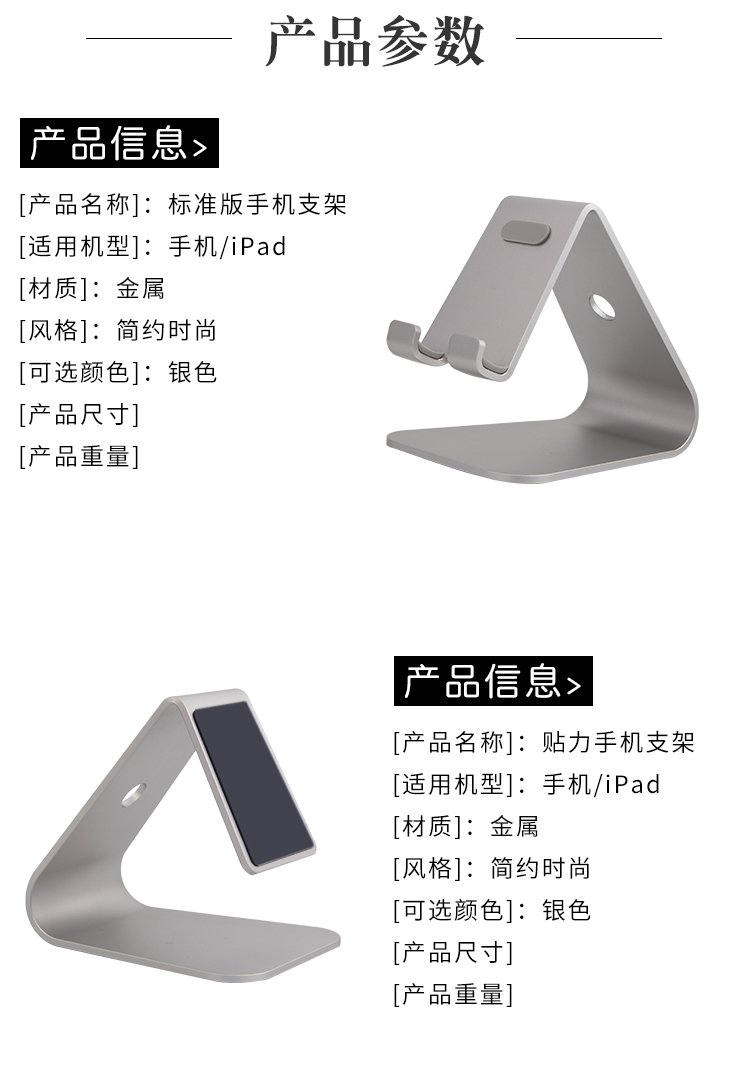 产品参数
产品信息>
[产品名称]：标准版手机支架
[适用机型]：手机/iPad
[材质]：金属
[风格]：简约时尚
[可选颜色]：银色
[产品尺寸]
[产品重量]
产品信息>
[产品名称]：贴力手机支架
[适用机型]：手机/iPad
[材质]：金属
[风格]：简约时尚
[可选颜色]：银色
[产品尺寸]
[产品重量]